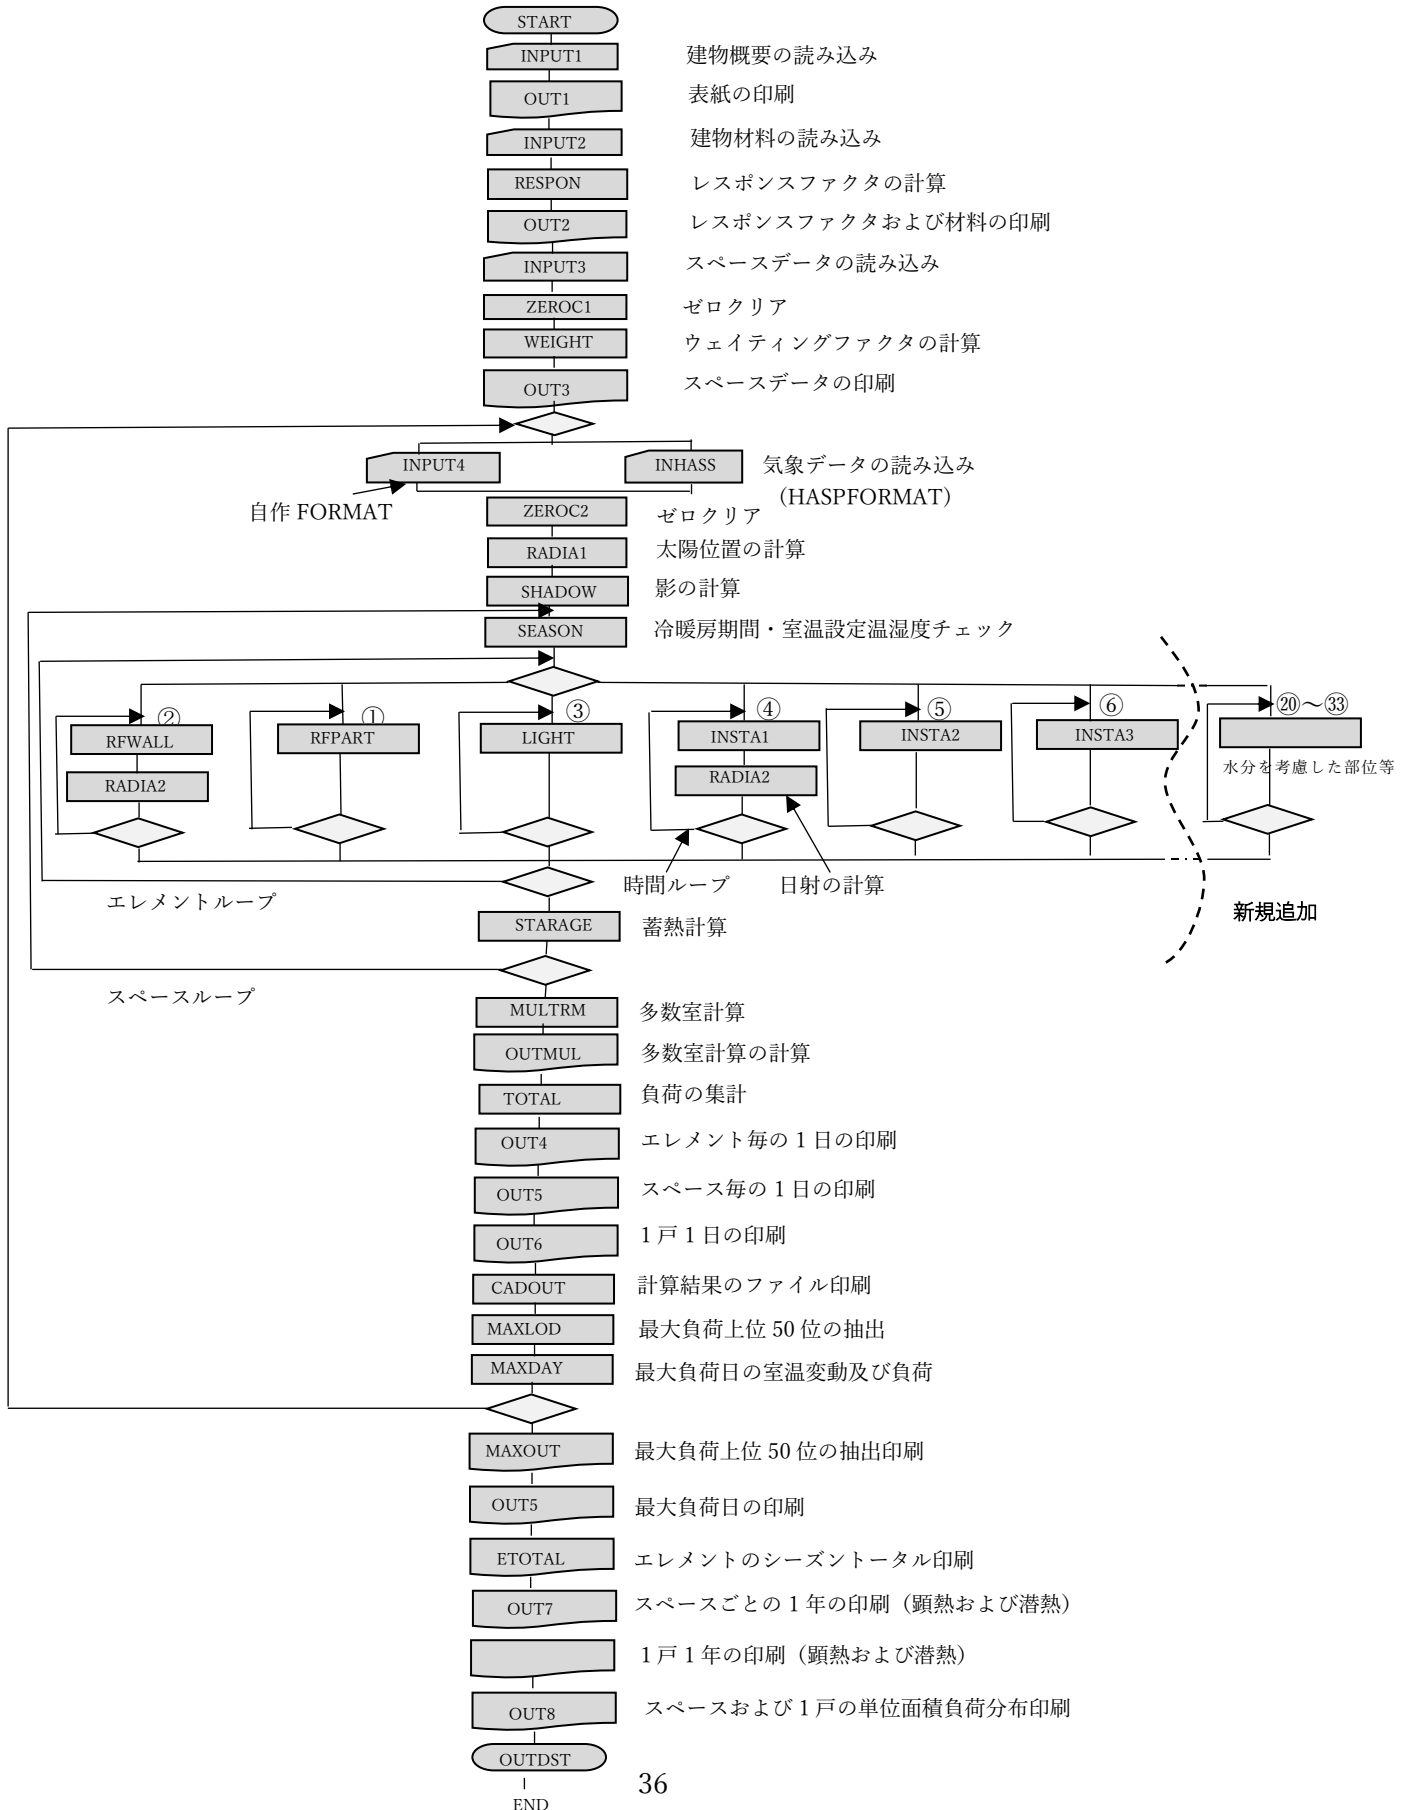 START
INPUT1 建物概要の読み込み
OUT1 表紙の印刷
INPUT2 建物材料の読み込み
RESPON レスポンスファクタの計算
OUT2 レスポンスファクタおよび材料の印刷
INPUT3 スペースデータの読み込み
ZEROC1 ゼロクリア
WEIGHT ウェイティングファクタの計算
OUT3 スペースデータの印刷
INPUT4 INHASS 気象データの読み込み
自作 FORMAT （HASPFORMAT）
ZEROC2 ゼロクリア
RADIA1 太陽位置の計算
SHADOW 影の計算
SEASON 冷暖房期間・室温設定温湿度チェック
② ① ③ ④ ⑤ ⑥ ⑳～㉝
RFWALL RFPART LIGHT INSTA1 INSTA2 INSTA3
水分を考慮した部位等
RADIA2 RADIA2
時間ループ 日射の計算
エレメントループ
新規追加
STARAGE 蓄熱計算
スペースループ
MULTRM 多数室計算
OUTMUL 多数室計算の計算
TOTAL 負荷の集計
OUT4 エレメント毎の 1 日の印刷
OUT5 スペース毎の 1 日の印刷
OUT6 1 戸 1 日の印刷
CADOUT 計算結果のファイル印刷
MAXLOD 最大負荷上位 50 位の抽出
MAXDAY 最大負荷日の室温変動及び負荷
MAXOUT 最大負荷上位 50 位の抽出印刷
OUT5 最大負荷日の印刷
ETOTAL エレメントのシーズントータル印刷
OUT7 スペースごとの 1 年の印刷（顕熱および潜熱）
1 戸 1 年の印刷（顕熱および潜熱）
OUT8 スペースおよび 1 戸の単位面積負荷分布印刷
OUTDST
36
END